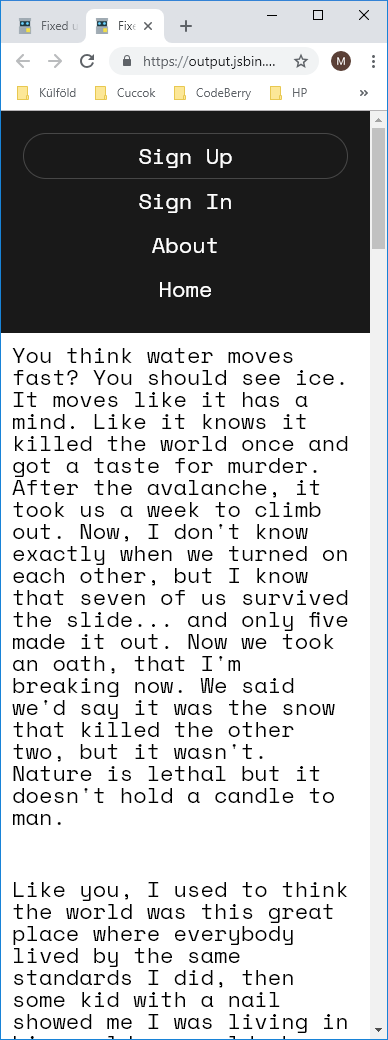 Fixed u
Fixe
https://output.jsbin....
M
Külföld
Cuccok
CodeBerry
HP
»
Sign Up
Sign In
About
Home
You think water moves
fast? You should see ice.
It moves like it has a
mind. Like it knows it
killed the world once and
got a taste for murder.
After the avalanche, it
took us a week to climb
out. Now, I don't know
exactly when we turned on
each other, but I know
that seven of us survived
the slide... and only five
made it out. Now we took
an oath, that I'm
breaking now. We said
we'd say it was the snow
that killed the other
two, but it wasn't.
Nature is lethal but it
doesn't hold a candle to
man.
Like you, I used to think
the world was this great
place where everybody
lived by the same
standards I did, then
some kid with a nail
showed me I was living in